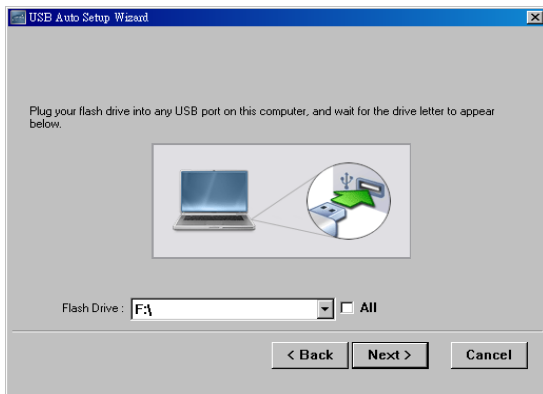 USB Auto Setup Wizard
Plug your flash drive into any USB port on this computer, and wait for the drive letter to appear
below.
Flash Drive : F:\ All
< Back Next > Cancel